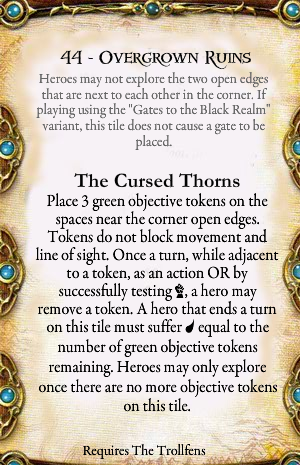 44 - Overgrown Ruins
Heroes may not explore the two open edges
that are next to each other in the corner. If
playing using the "Gates to the Black Realm"
variant, this tile does not cause a gate to be
placed.
The Cursed Thorns
Place 3 green objective tokens on the
spaces near the corner open edges.
Tokens do not block movement and
line of sight. Once a turn, while adjacent
to a token, as an action OR by
successfully testing , a hero may
remove a token. A hero that ends a turn
on this tile must suffer equal to the
number of green objective tokens
remaining. Heroes may only explore
once there are no more objective tokens
on this tile.
Requires The Trollfens